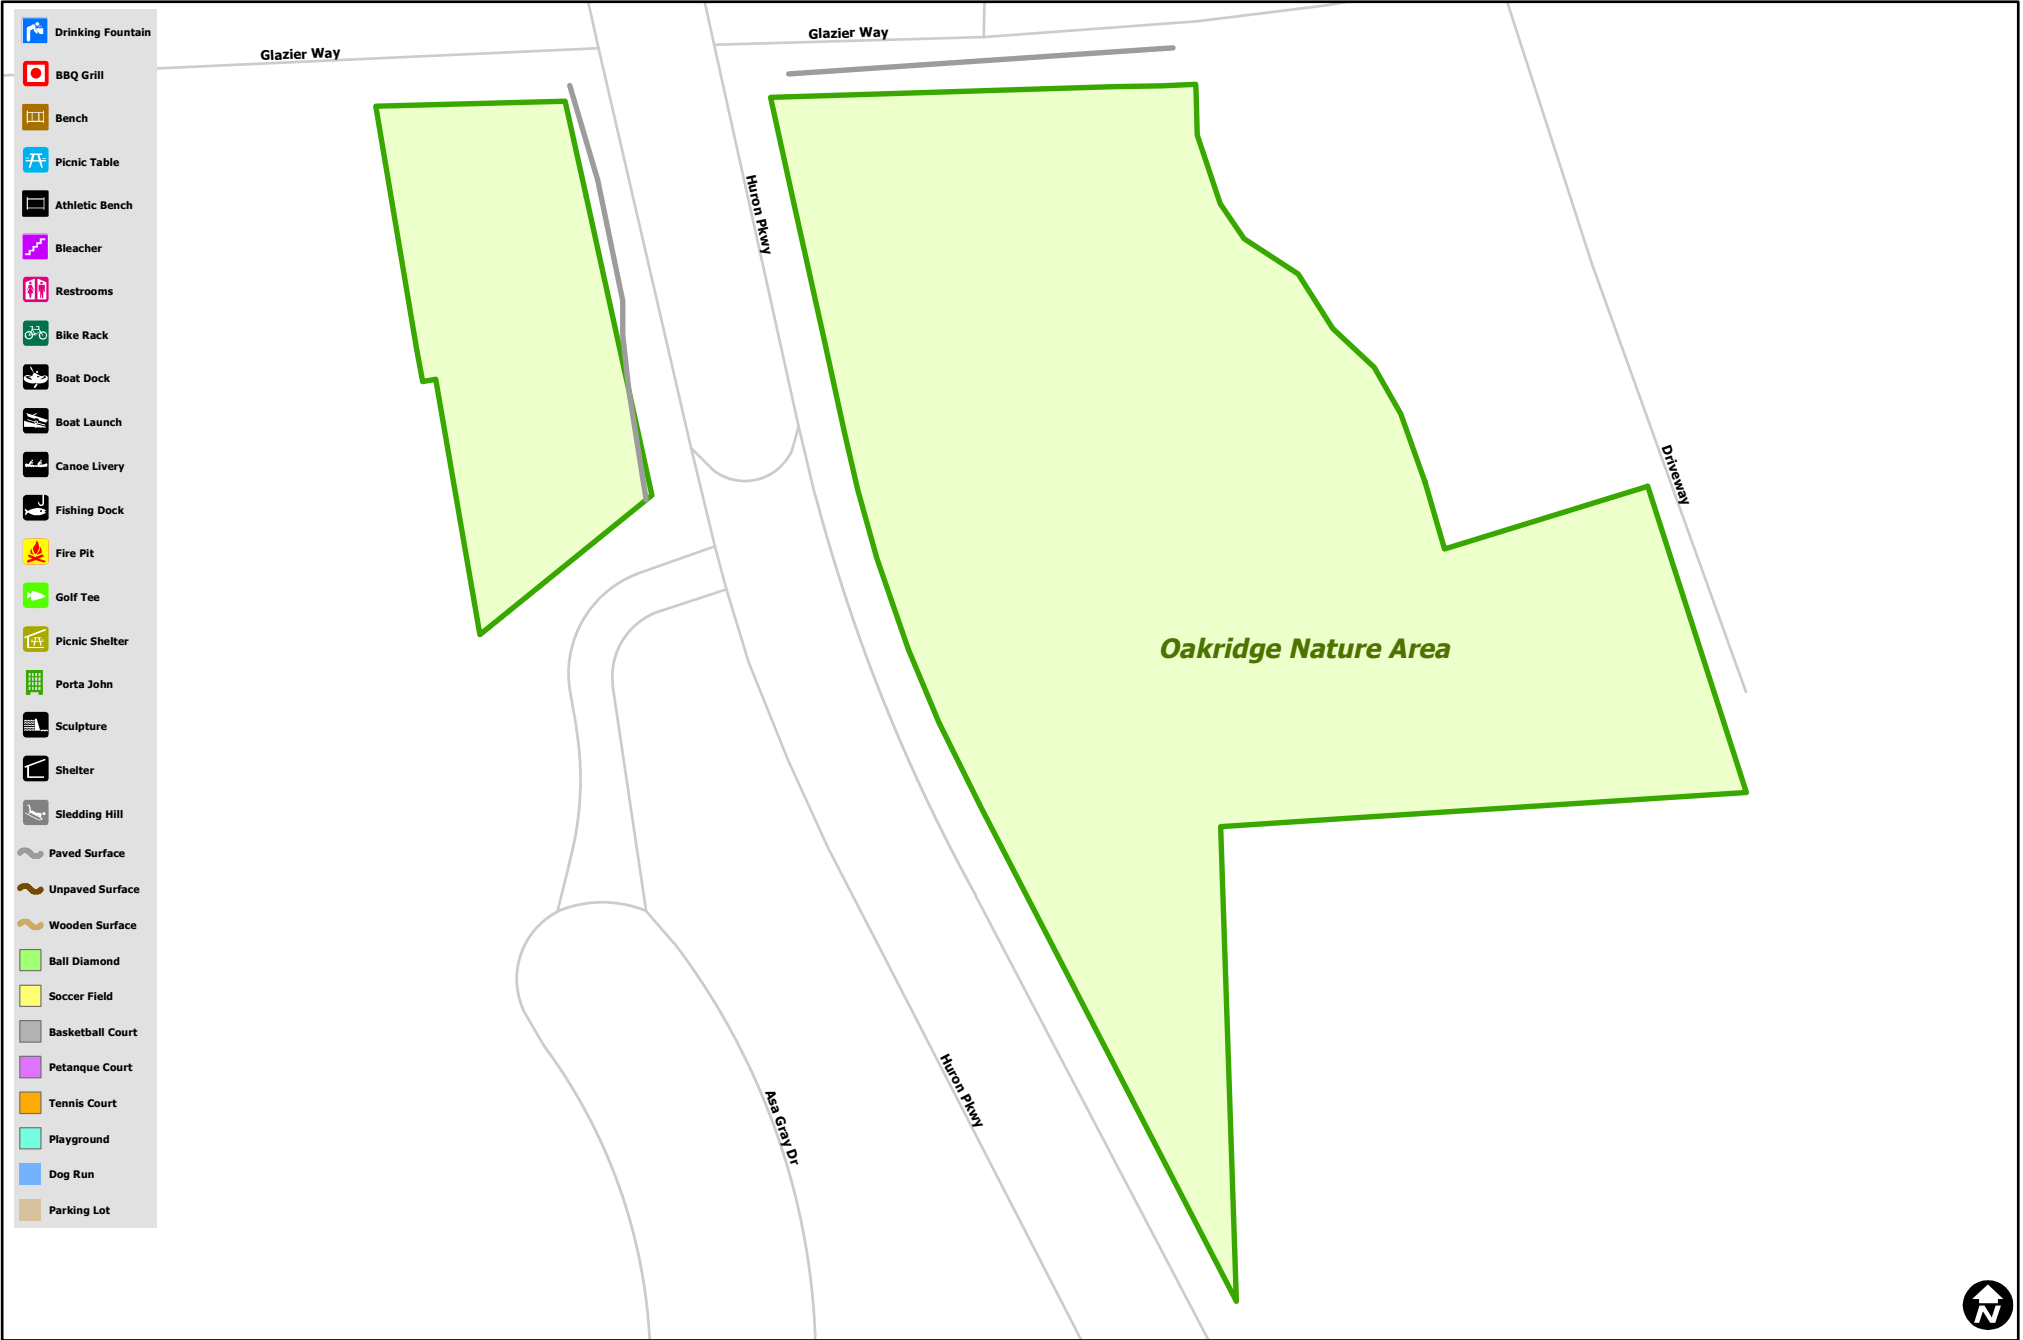 Drinking Fountain
BBQ Grill
Bench
Picnic Table
Athletic Bench
Bleacher
Restrooms
Bike Rack
Boat Dock
Boat Launch
Canoe Livery
Fishing Dock
Fire Pit
Golf Tee
Picnic Shelter
Porta John
Sculpture
Shelter
Sledding Hill
Paved Surface
Unpaved Surface
Wooden Surface
Ball Diamond
Soccer Field
Basketball Court
Petanque Court
Tennis Court
Playground
Dog Run
Parking Lot
Glazier Way
Glazier Way
Huron Pkwy
Driveway
Oakridge Nature Area
Huron Pkwy
Asa Gray Dr
N